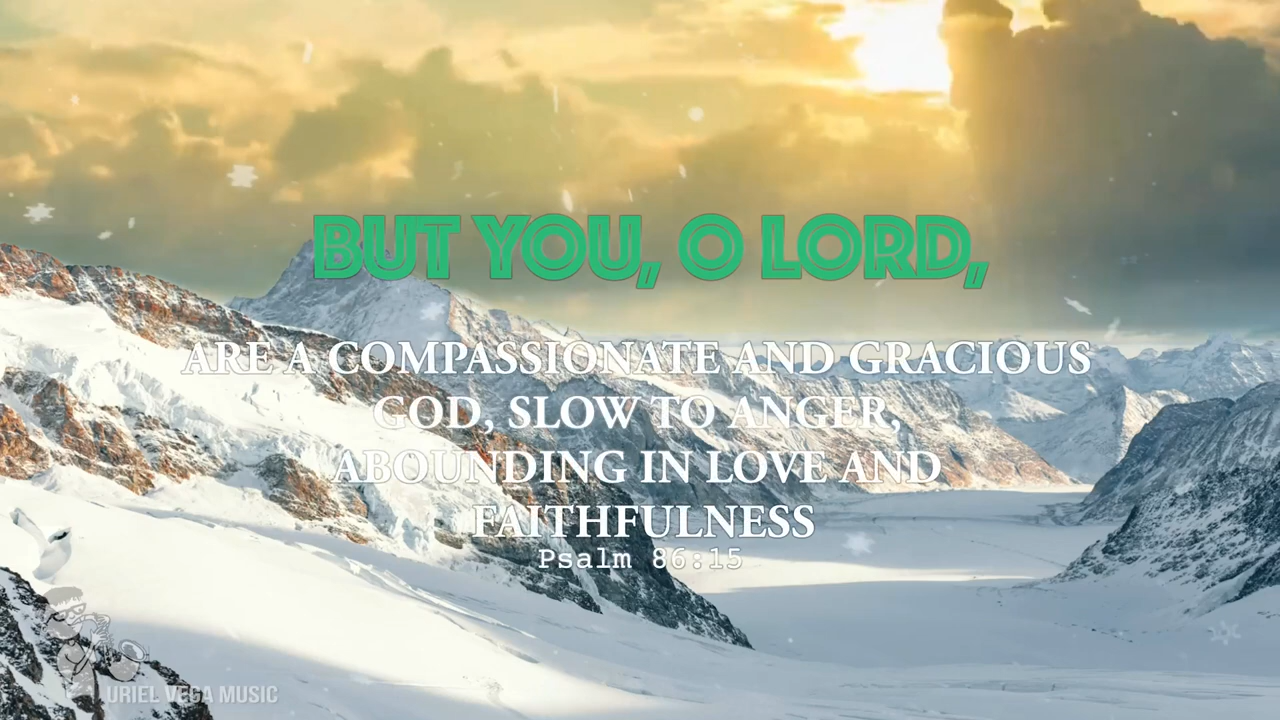 BUT YOU, O LORD,
ARE A COMPASSIONATE AND GRACIOUS
GOD, SLOW TO ANGER,
ABOUNDING IN LOVE AND
FAITHFULNESS
Psalm 86:15
URIEL VEGA MUSIC